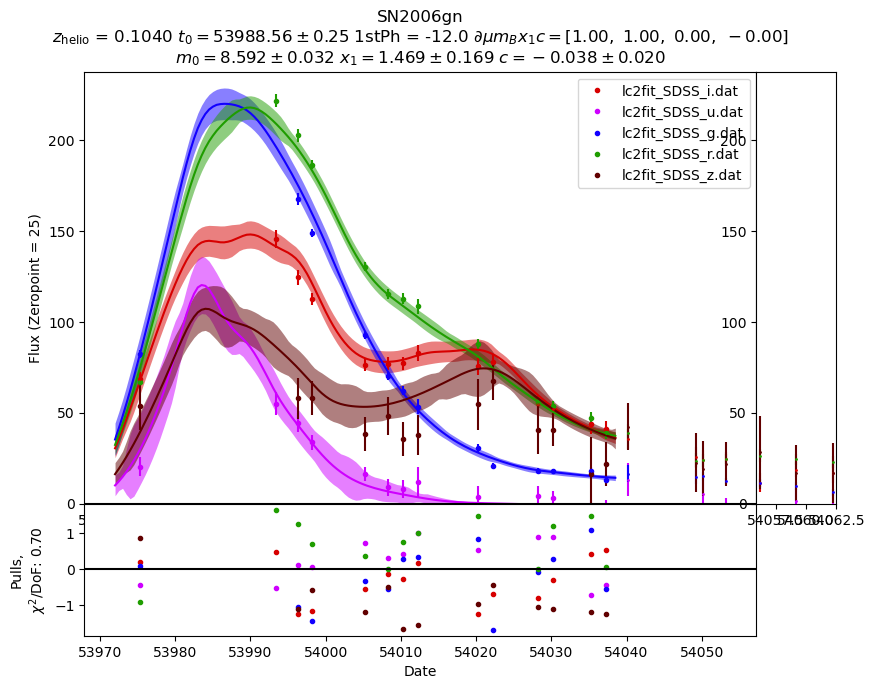 SN2006gn
z_helio = 0.1040 t_0 = 53988.56 ± 0.25 1stPh = -12.0 ∂μm_B x_1 c = [1.00, 1.00, 0.00, −0.00]
m_0 = 8.592 ± 0.032 x_1 = 1.469 ± 0.169 c = −0.038 ± 0.020
lc2fit_SDSS_i.dat
lc2fit_SDSS_u.dat
lc2fit_SDSS_g.dat
lc2fit_SDSS_r.dat
lc2fit_SDSS_z.dat
Flux (Zeropoint = 25)
200
150
100
50
0
200
150
100
50
0
54062.5
Pulls,
χ²/DoF: 0.70
1
0
−1
53970 53980 53990 54000 54010 54020 54030 54040 54050
Date